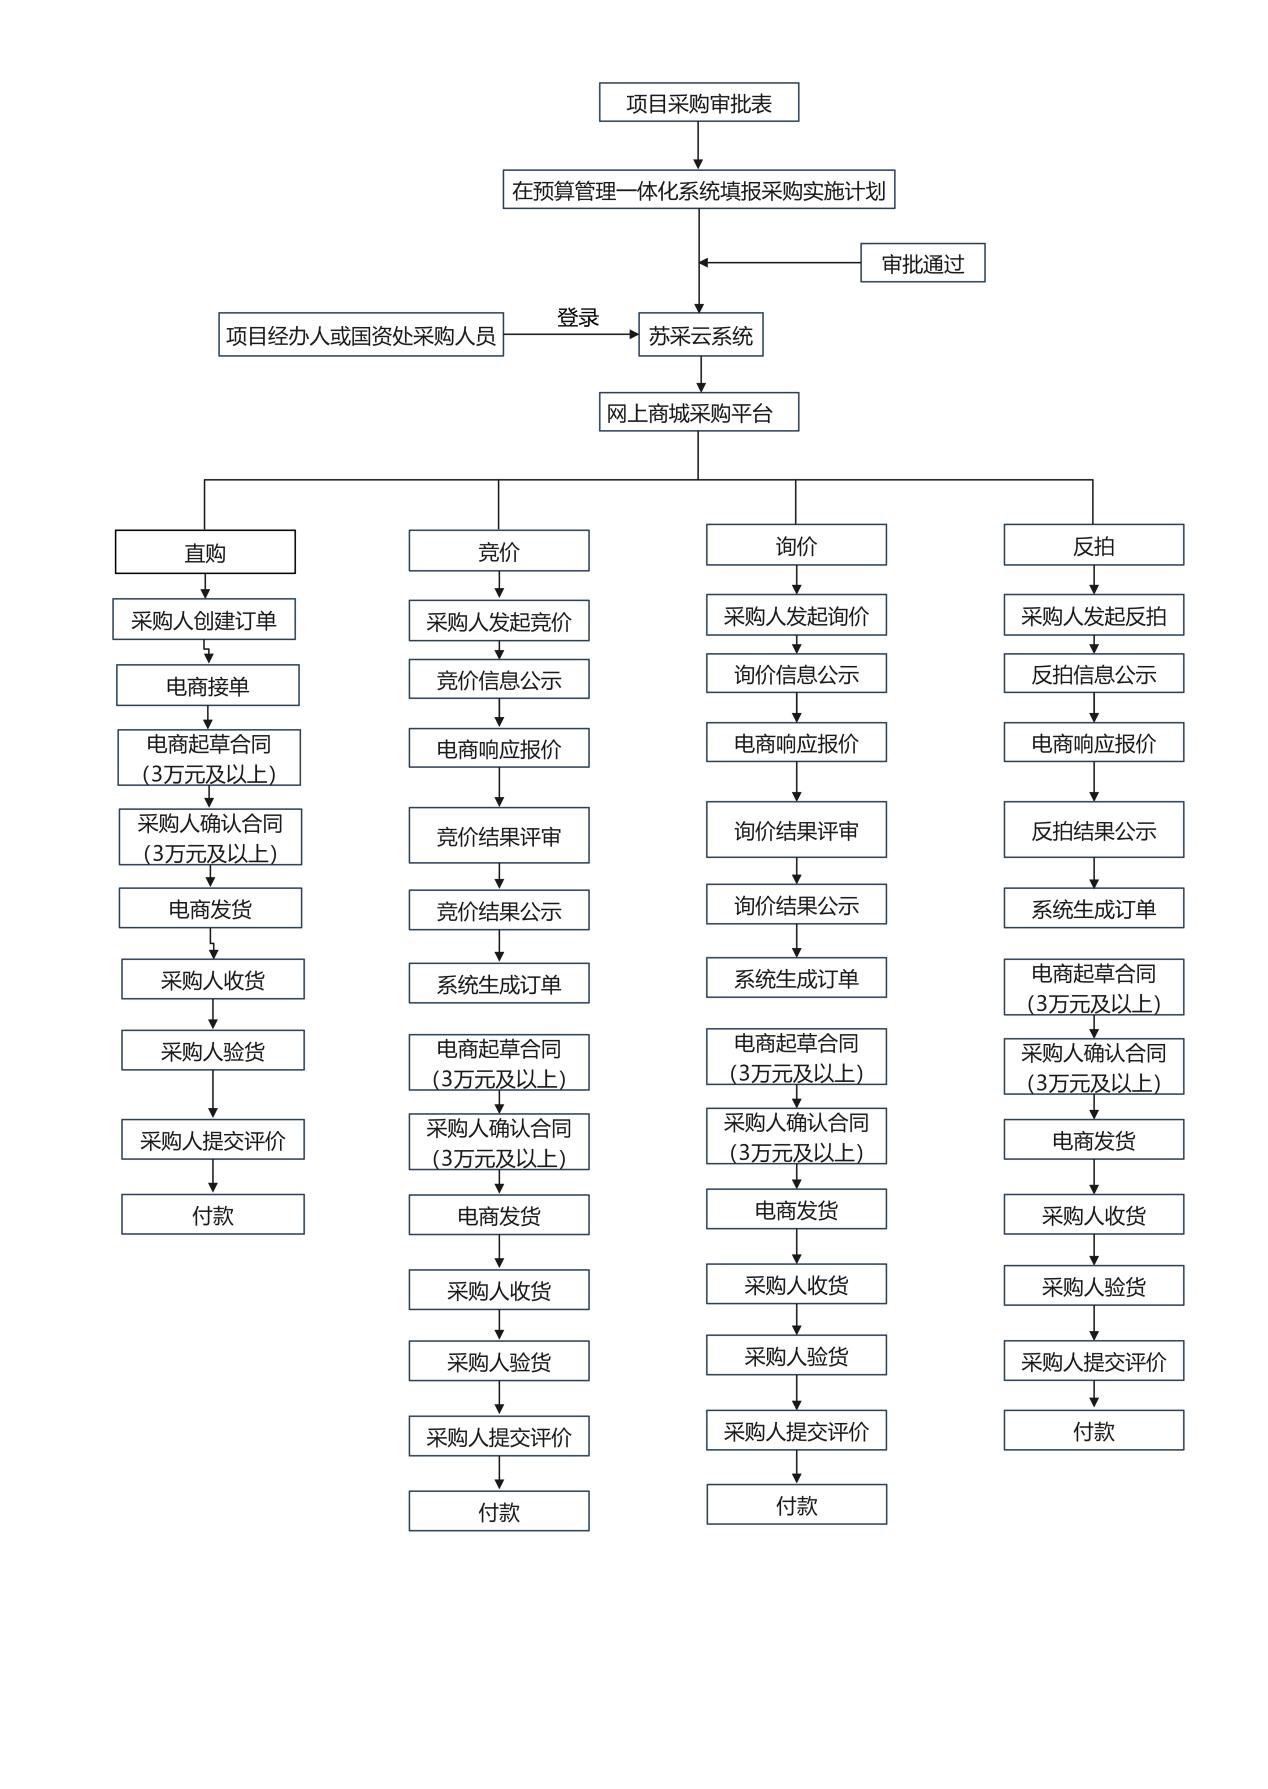 项目采购审批表
在预算管理一体化系统填报采购实施计划
审批通过
登录
项目经办人或国资处采购人员
苏采云系统
网上商城采购平台
直购
采购人创建订单
电商接单
电商起草合同
（3万元及以上）
采购人确认合同
（3万元及以上）
电商发货
采购人收货
采购人验货
采购人提交评价
付款
竞价
采购人发起竞价
竞价信息公示
电商响应报价
竞价结果评审
竞价结果公示
系统生成订单
电商起草合同
（3万元及以上）
采购人确认合同
（3万元及以上）
电商发货
采购人收货
采购人验货
采购人提交评价
付款
询价
采购人发起询价
询价信息公示
电商响应报价
询价结果评审
询价结果公示
系统生成订单
电商起草合同
（3万元及以上）
采购人确认合同
（3万元及以上）
电商发货
采购人收货
采购人验货
采购人提交评价
付款
反拍
采购人发起反拍
反拍信息公示
电商响应报价
反拍结果公示
系统生成订单
电商起草合同
（3万元及以上）
采购人确认合同
（3万元及以上）
电商发货
采购人收货
采购人验货
采购人提交评价
付款